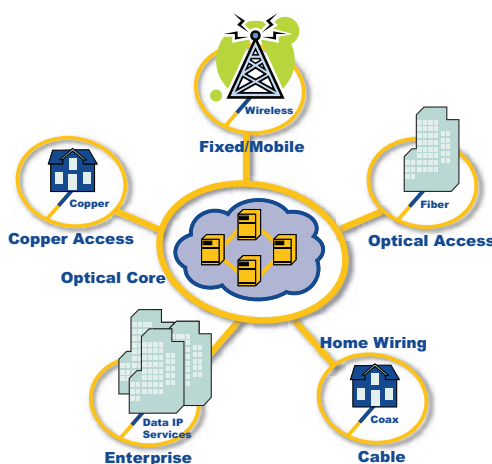 Wireless
Fixed/Mobile
Copper
Copper Access
Fiber
Optical Access
Optical Core
Home Wiring
Data IP
Services
Enterprise
Coax
Cable